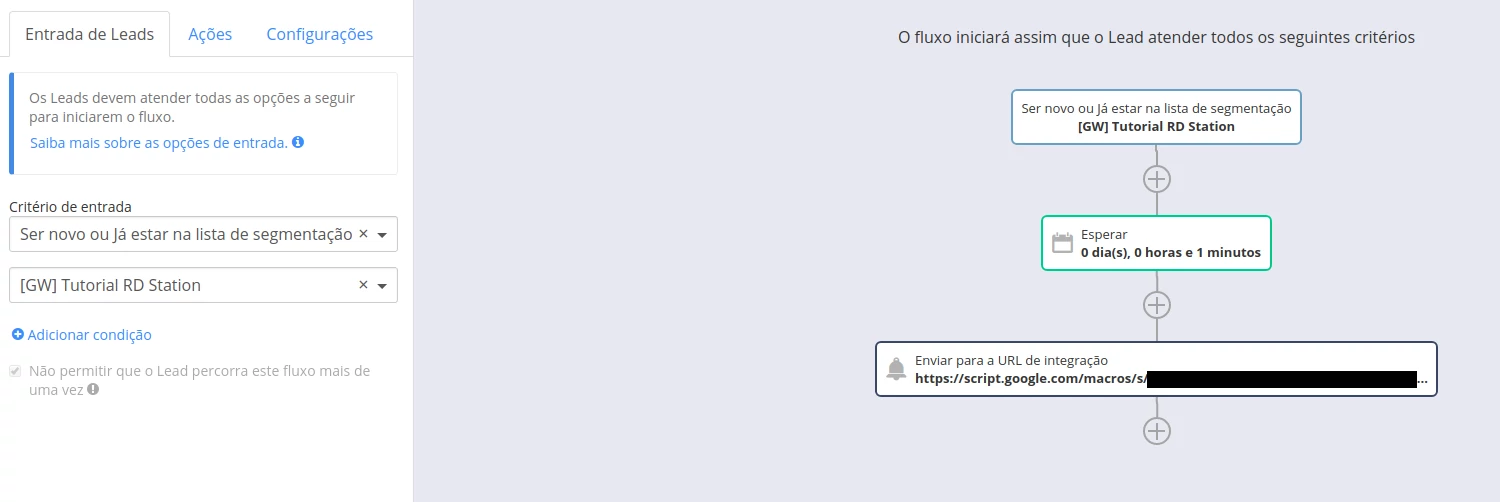 Entrada de Leads
Ações
Configurações
Os Leads devem atender todas as opções a seguir
para iniciarem o fluxo.
Saiba mais sobre as opções de entrada.
Critério de entrada
Ser novo ou Já estar na lista de segmentação ×
[GW] Tutorial RD Station ×
Adicionar condição
Não permitir que o Lead percorra este fluxo mais de
uma vez
O fluxo iniciará assim que o Lead atender todos os seguintes critérios
Ser novo ou Já estar na lista de segmentação
[GW] Tutorial RD Station
Esperar
0 dia(s), 0 horas e 1 minutos
Enviar para a URL de integração
https://script.google.com/macros/s/...